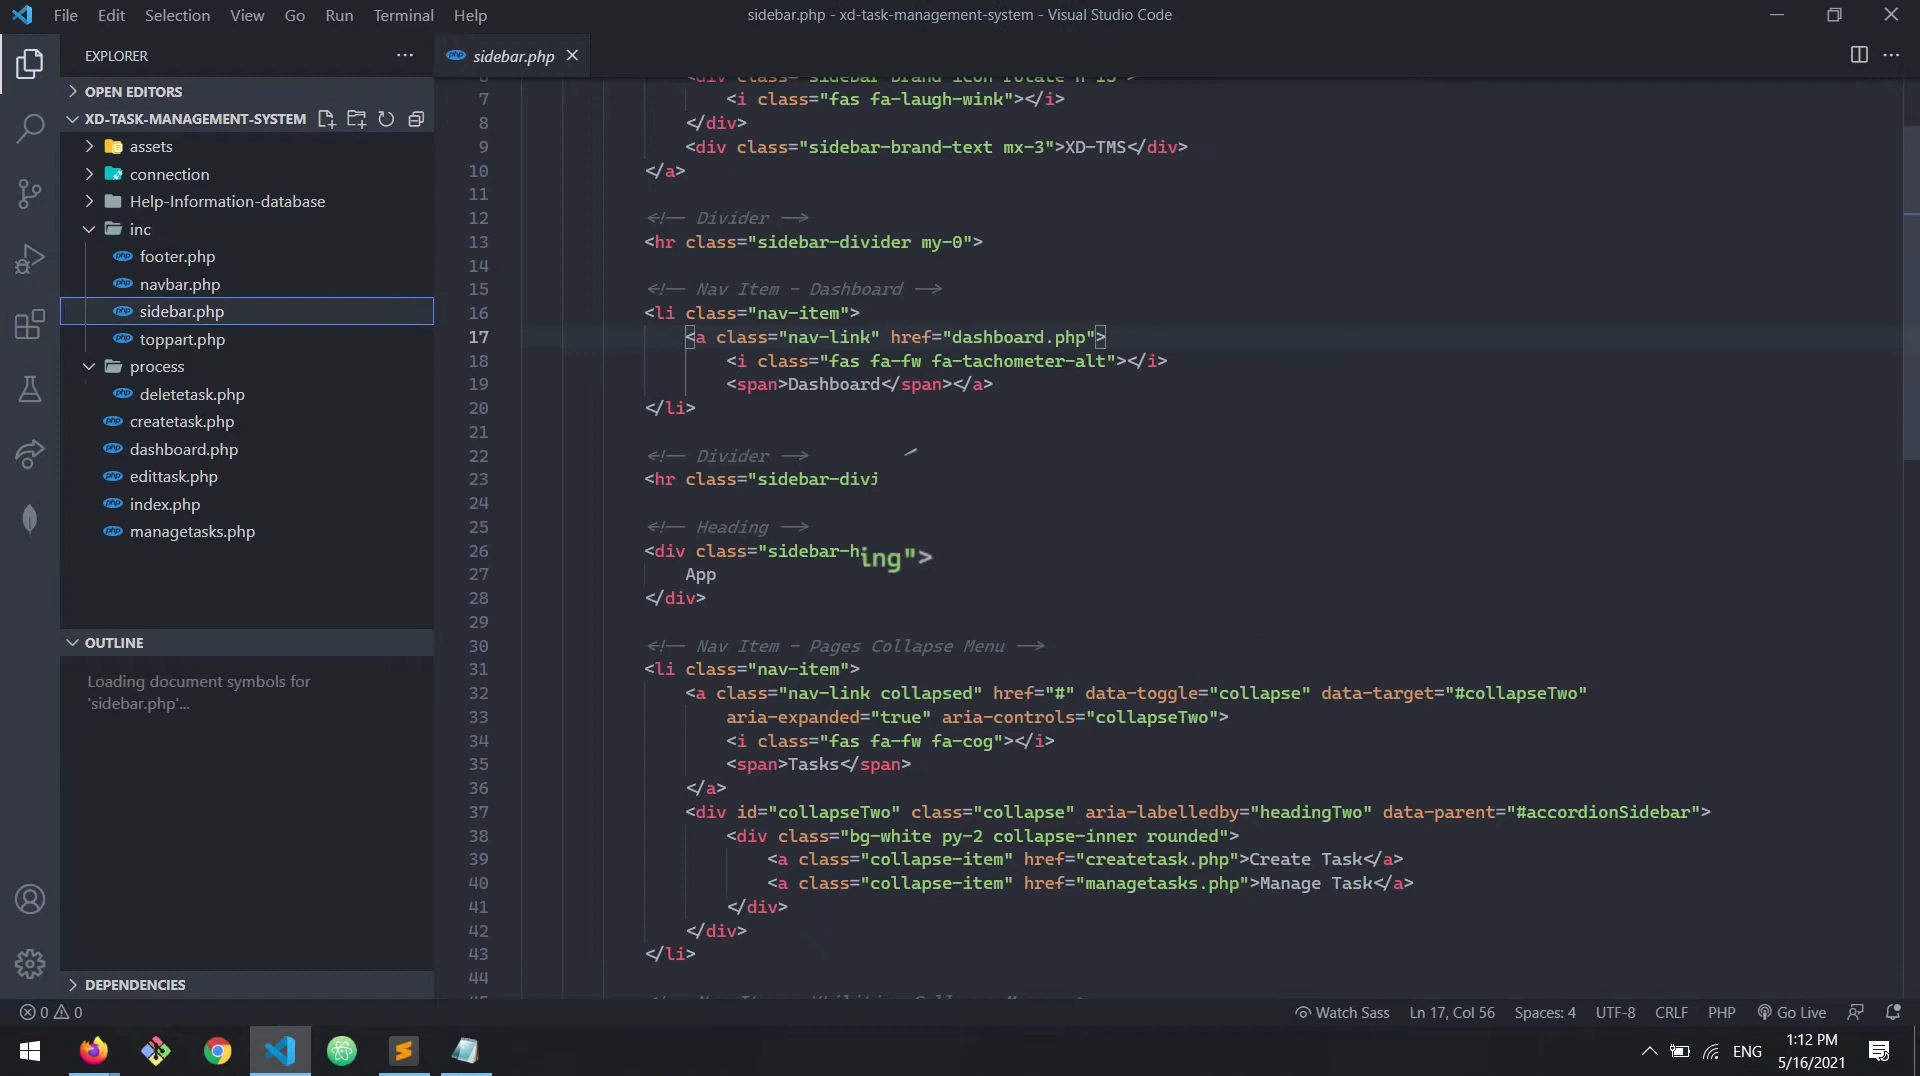 File Edit Selection View Go Run Terminal Help
sidebar.php - xd-task-management-system - Visual Studio Code
EXPLORER
OPEN EDITORS
XD-TASK-MANAGEMENT-SYSTEM
assets
connection
Help-Information-database
inc
footer.php
navbar.php
sidebar.php
toppart.php
process
deletetask.php
createtask.php
dashboard.php
edittask.php
index.php
managetasks.php
OUTLINE
Loading document symbols for
'sidebar.php'...
DEPENDENCIES
sidebar.php
7 <i class="fas fa-laugh-wink"></i>
8 </div>
9 <div class="sidebar-brand-text mx-3">XD-TMS</div>
10 </a>
11
12 <!-- Divider -->
13 <hr class="sidebar-divider my-0">
14
15 <!-- Nav Item - Dashboard -->
16 <li class="nav-item">
17 <a class="nav-link" href="dashboard.php">
18 <i class="fas fa-fw fa-tachometer-alt"></i>
19 <span>Dashboard</span></a>
20 </li>
21
22 <!-- Divider -->
23 <hr class="sidebar-divi
24
25 <!-- Heading -->
26 <div class="sidebar-h ing">
27 App
28 </div>
29
30 <!-- Nav Item - Pages Collapse Menu -->
31 <li class="nav-item">
32 <a class="nav-link collapsed" href="#" data-toggle="collapse" data-target="#collapseTwo"
33 aria-expanded="true" aria-controls="collapseTwo">
34 <i class="fas fa-fw fa-cog"></i>
35 <span>Tasks</span>
36 </a>
37 <div id="collapseTwo" class="collapse" aria-labelledby="headingTwo" data-parent="#accordionSidebar">
38 <div class="bg-white py-2 collapse-inner rounded">
39 <a class="collapse-item" href="createtask.php">Create Task</a>
40 <a class="collapse-item" href="managetasks.php">Manage Task</a>
41 </div>
42 </div>
43 </li>
44
0 0
Watch Sass Ln 17, Col 56 Spaces: 4 UTF-8 CRLF PHP Go Live
ENG
1:12 PM
5/16/2021